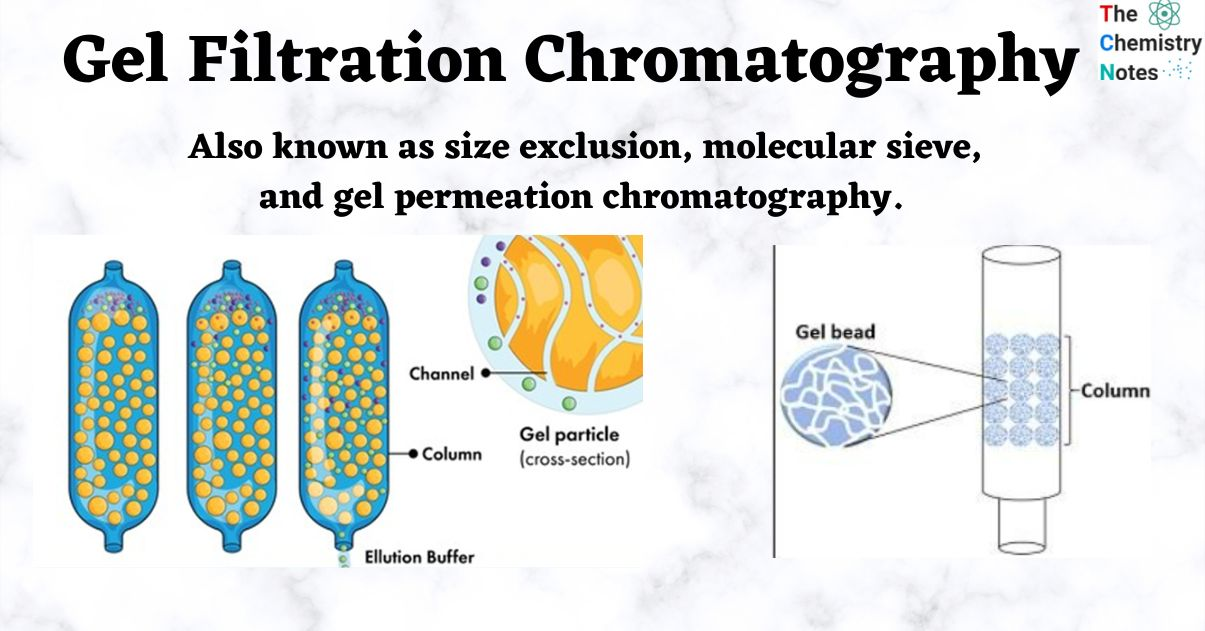 The
Chemistry
Notes
Gel Filtration Chromatography
Also known as size exclusion, molecular sieve,
and gel permeation chromatography.
Channel
Gel particle
(cross-section)
Column
Ellution Buffer
Gel bead
Column